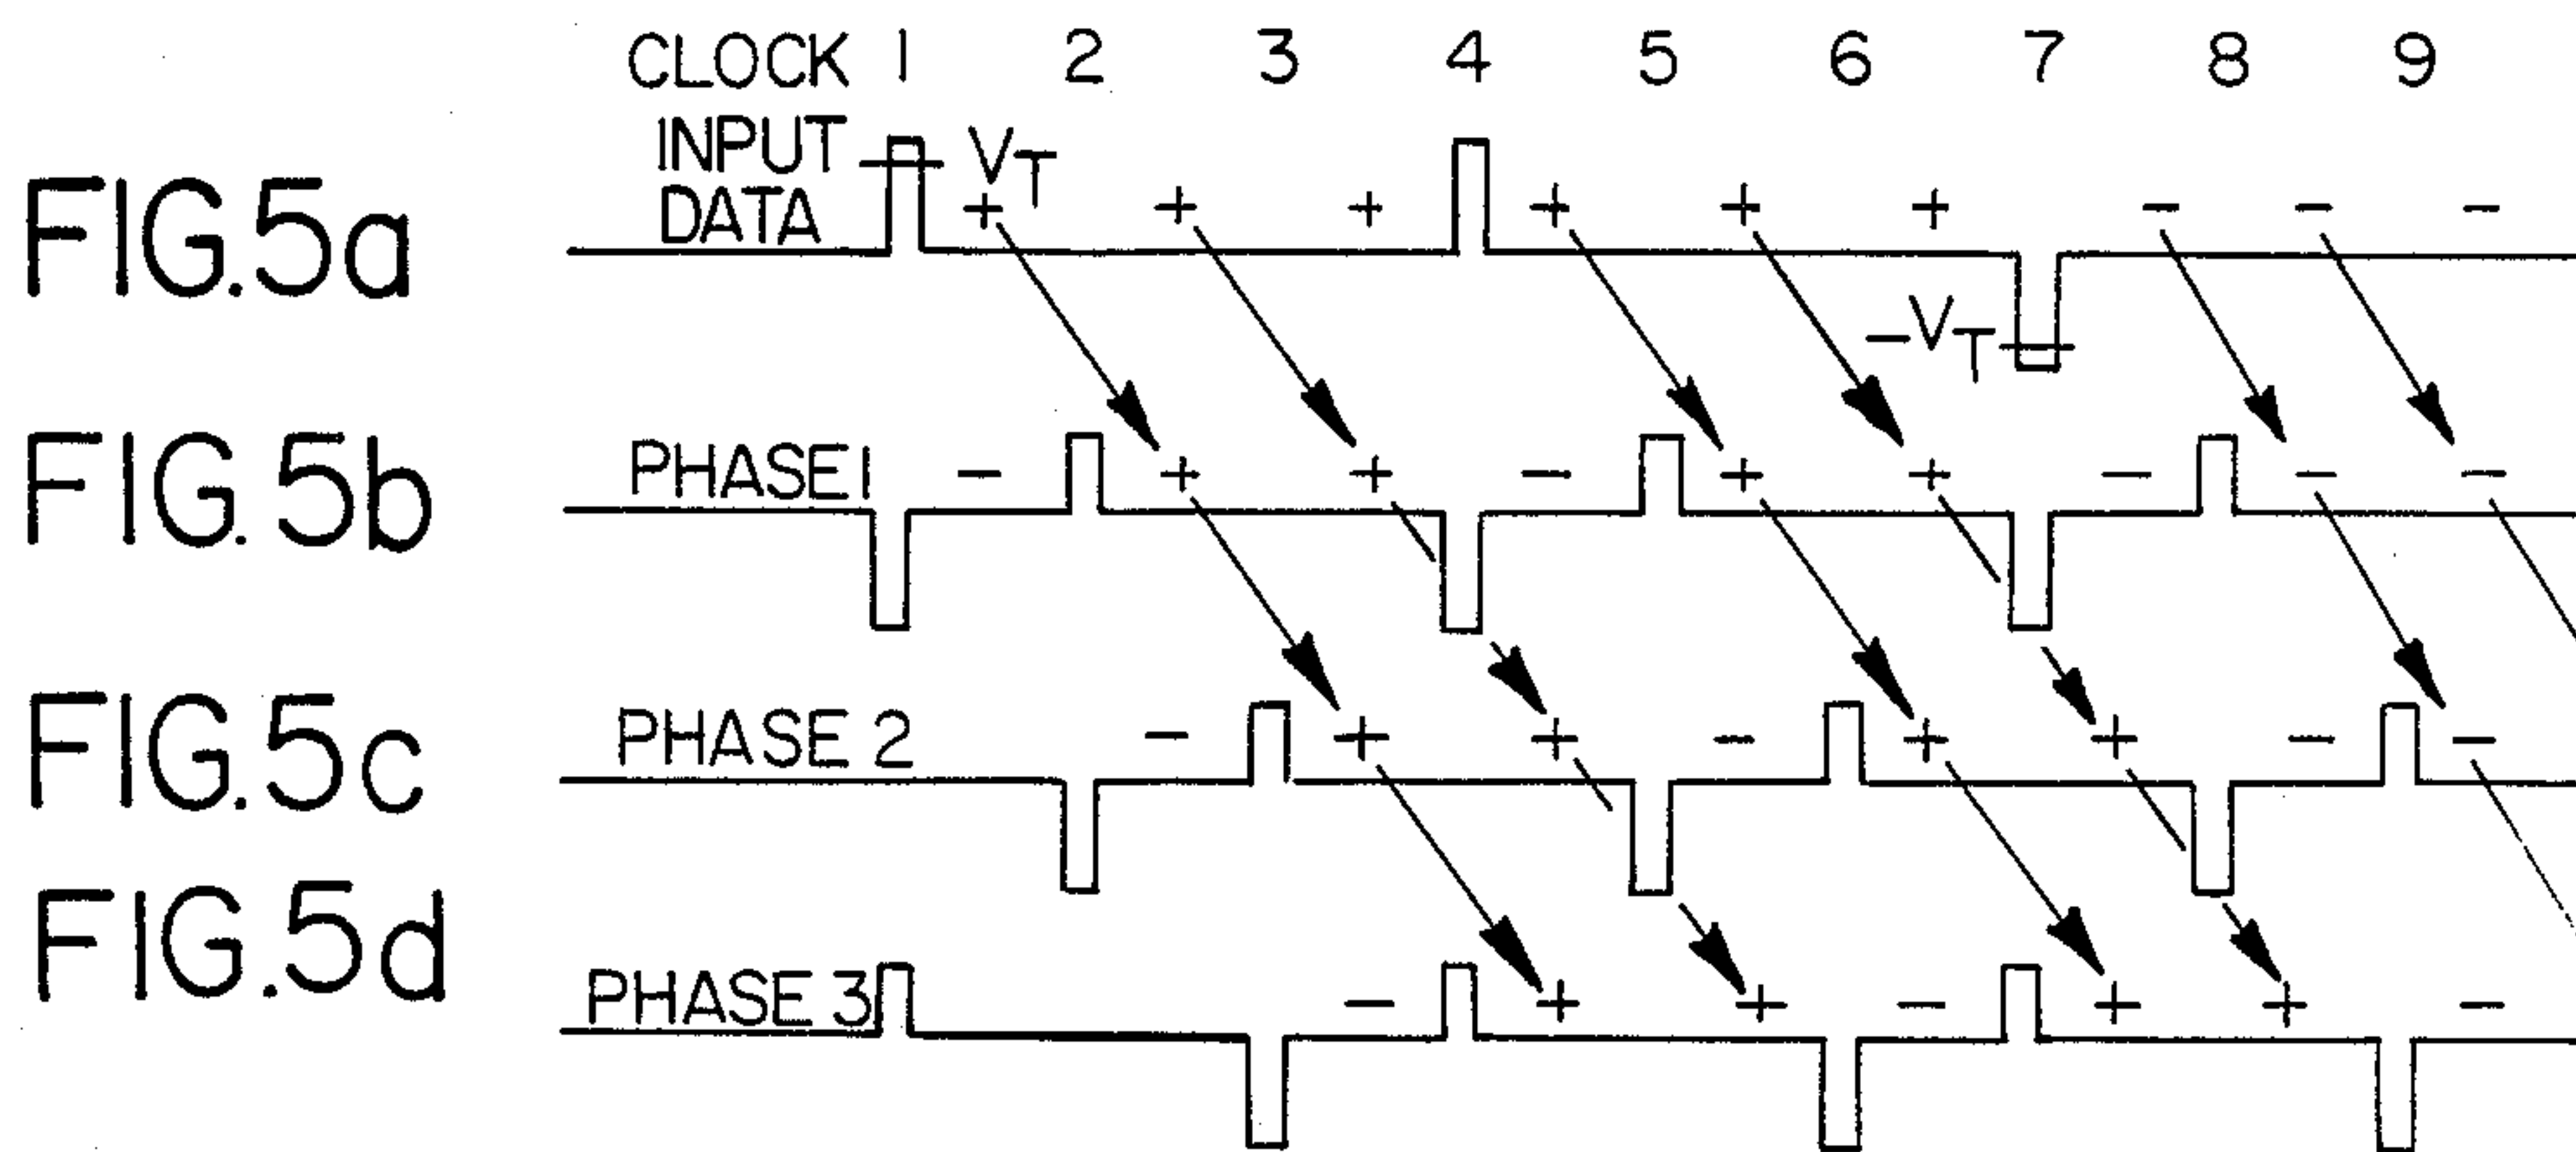 CLOCK 1 2 3 4 5 6 7 8 9
FIG.5a
INPUT DATA
V_T
+ + + + + + - - -
-V_T
FIG.5b
PHASE 1
- + + - + + - - -
FIG.5c
PHASE 2
- + + - + + - -
FIG.5d
PHASE 3
- + + - + + -